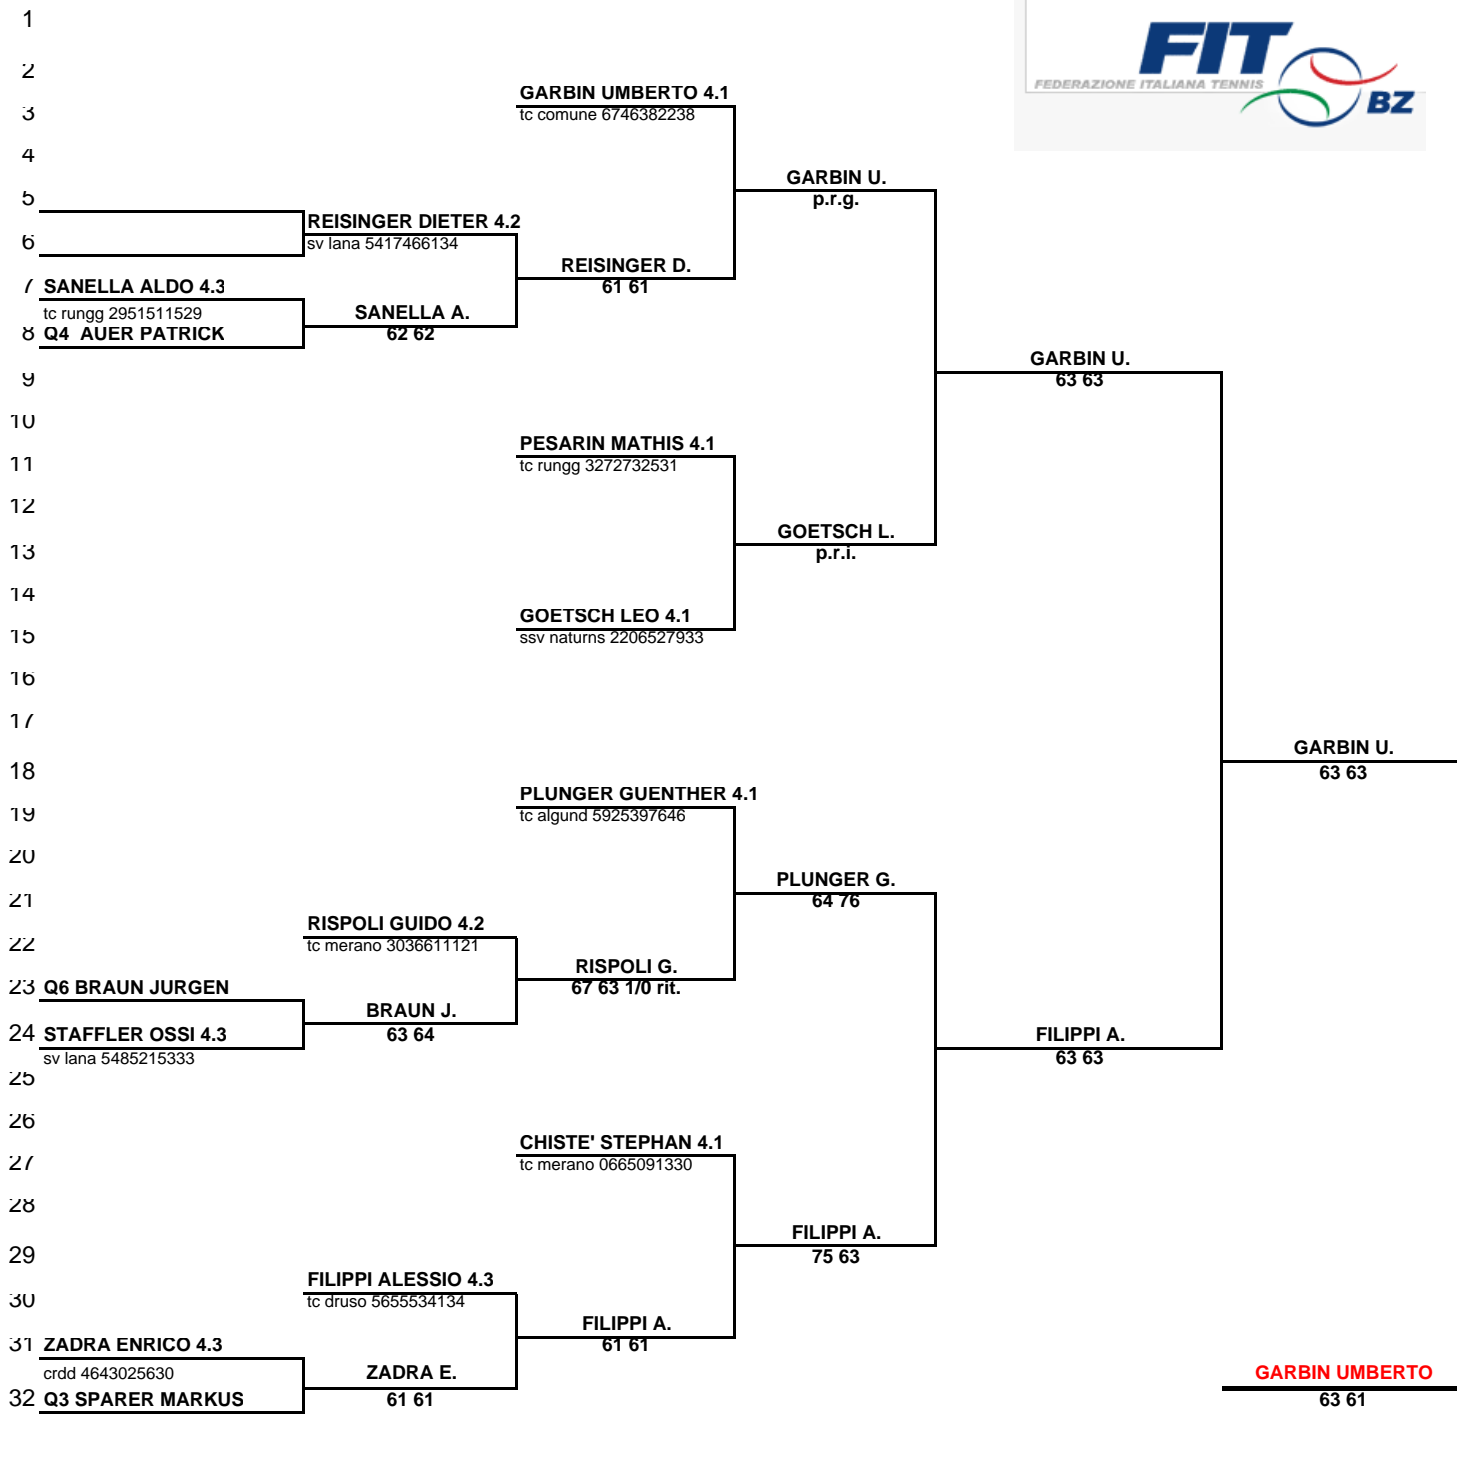 1
FIT
FEDERAZIONE ITALIANA TENNIS
BZ
2
GARBIN UMBERTO 4.1
3
tc comune 6746382238
4
GARBIN U.
5
p.r.g.
REISINGER DIETER 4.2
6
sv lana 5417466134
REISINGER D.
7 SANELLA ALDO 4.3
61 61
tc rungg 2951511529
SANELLA A.
8 Q4 AUER PATRICK
62 62
GARBIN U.
9
63 63
10
PESARIN MATHIS 4.1
11
tc rungg 3272732531
12
GOETSCH L.
13
p.r.i.
14
GOETSCH LEO 4.1
15
ssv naturns 2206527933
16
17
GARBIN U.
18
63 63
PLUNGER GUENTHER 4.1
19
tc algund 5925397646
20
PLUNGER G.
21
64 76
RISPOLI GUIDO 4.2
22
tc merano 3036611121
RISPOLI G.
23 Q6 BRAUN JURGEN
67 63 1/0 rit.
BRAUN J.
24 STAFFLER OSSI 4.3
63 64
FILIPPI A.
sv lana 5485215333
63 63
25
26
CHISTE' STEPHAN 4.1
27
tc merano 0665091330
28
FILIPPI A.
29
75 63
FILIPPI ALESSIO 4.3
30
tc druso 5655534134
FILIPPI A.
31 ZADRA ENRICO 4.3
61 61
crdd 4643025630
ZADRA E.
GARBIN UMBERTO
32 Q3 SPARER MARKUS
61 61
63 61